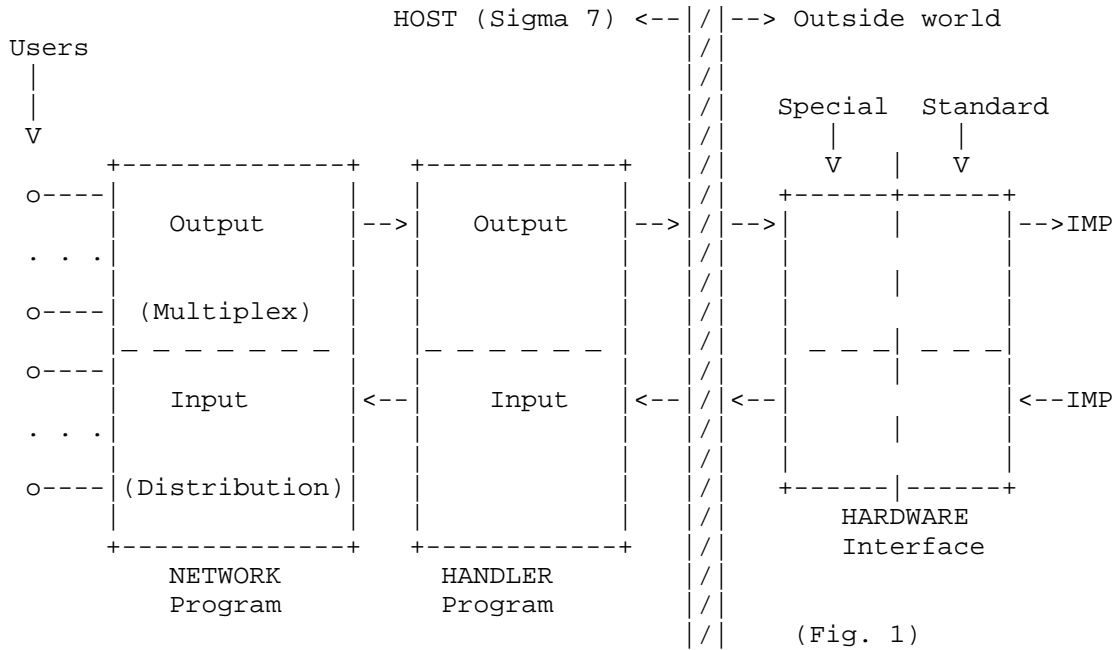 HOST (Sigma 7) <--|/|--> Outside world
Users
Special Standard
V
V V
o----
Output --> Output -->|/|--> -->IMP
. . .
o---- (Multiplex)
o----
Input <-- Input <--|/|<-- <--IMP
. . .
o---- (Distribution)
HARDWARE
Interface
NETWORK HANDLER
Program Program
(Fig. 1)